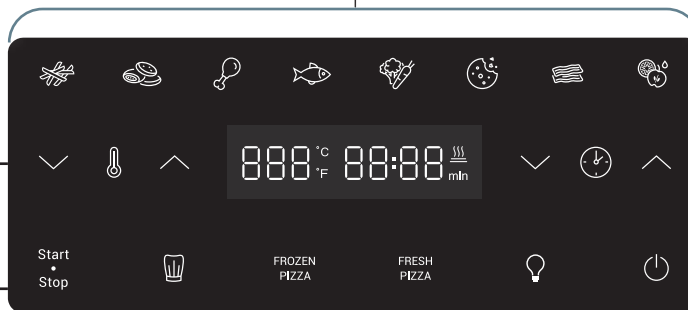 888 °C °F 88:88 min
Start
•
Stop
FROZEN
PIZZA
FRESH
PIZZA